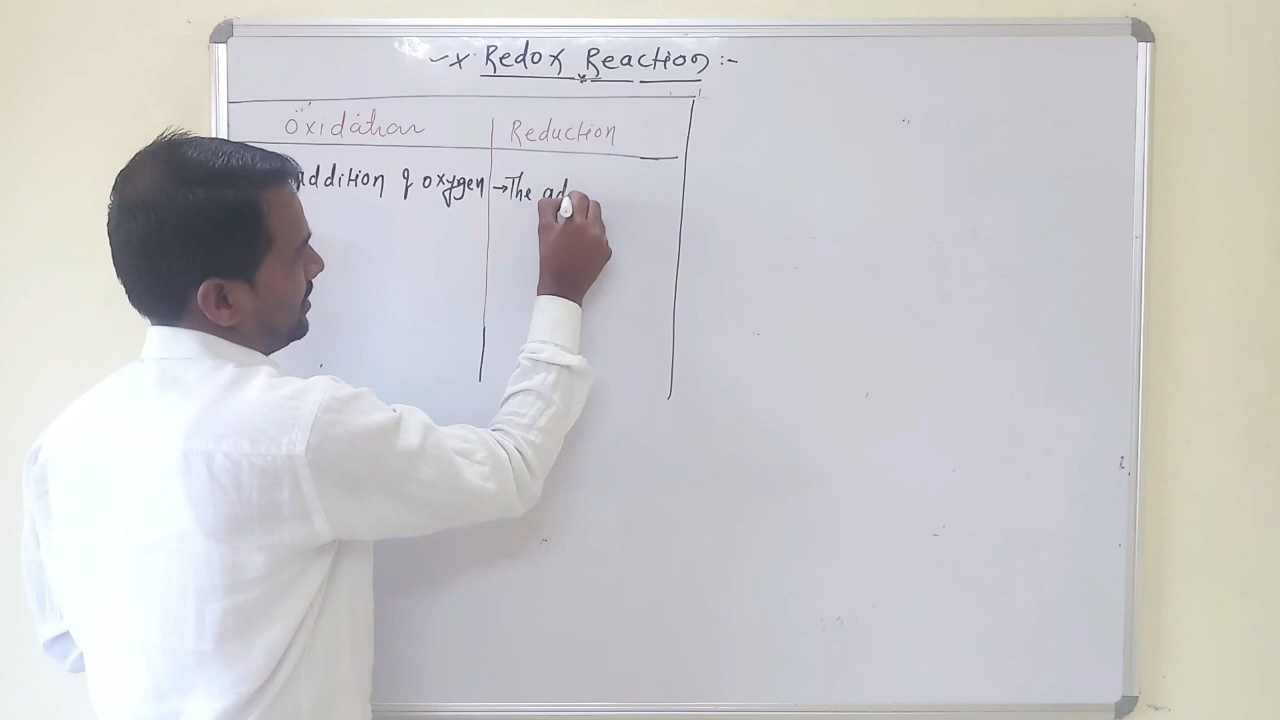 Redox Reaction :-
Oxidation Reduction
addition of oxygen →The ad